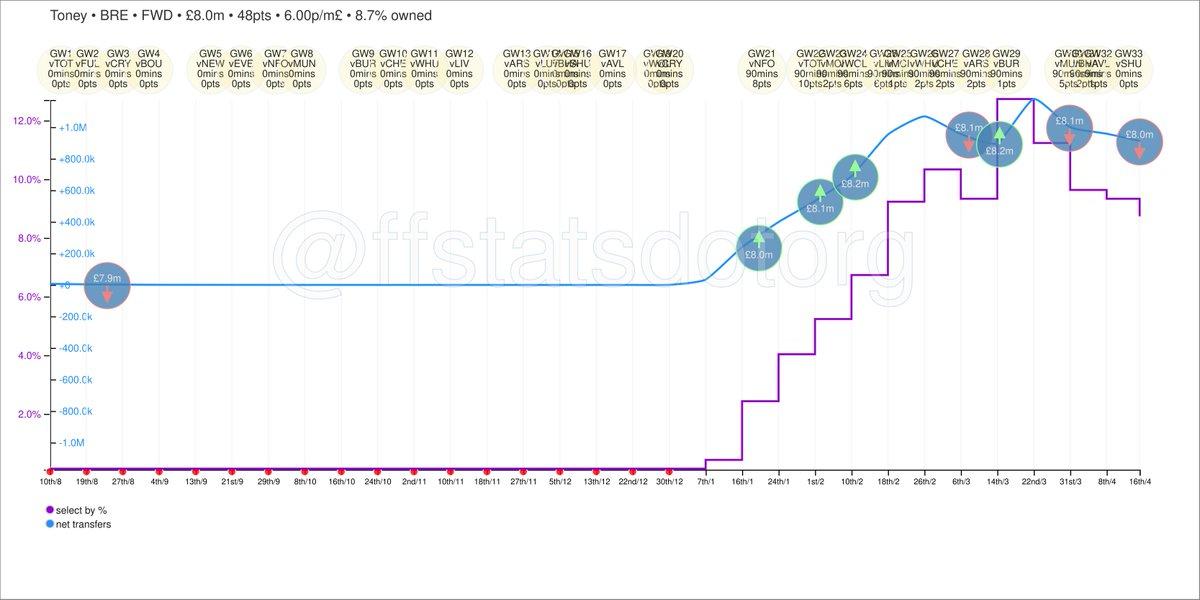 Toney • BRE • FWD • £8.0m • 48pts • 6.00p/m£ • 8.7% owned
GW1 GW2 GW3 GW4 GW5 GW6 GW7 GW8 GW9 GW10 GW11 GW12 GW13 GW17 GW20 GW21 GW24 GW27 GW28 GW29 GW33
vTOT vFUL vCRY vBOU vNEW vEVE vNFO vMUN vBUR vCHE vWHU vLIV vARS vAVL vCRY vNFO vWOL vCHE vARS vBUR vSHU
0mins 0mins 0mins 0mins 0mins 0mins 0mins 0mins 0mins 0mins 0mins 0mins 0mins 0mins 90mins 90mins 90mins 0mins
0pts 0pts 0pts 0pts 0pts 0pts 0pts 0pts 0pts 0pts 0pts 0pts 0pts 0pts 0pts 8pts 10pts 2pts 6pts 1pts 2pts 2pts 2pts 1pts 0pts
12.0%
10.0%
8.0%
6.0%
4.0%
2.0%
+1.0M
+800.0k
+600.0k
+400.0k
+200.0k
+0
-200.0k
-400.0k
-600.0k
-800.0k
-1.0M
£7.9m
£8.0m
£8.1m
£8.2m
£8.1m
£8.2m
£8.1m
£8.0m
@ffstatsdotorg
10th/8 19th/8 27th/8 4th/9 13th/9 21st/9 29th/9 8th/10 16th/10 24th/10 2nd/11 10th/11 18th/11 27th/11 5th/12 13th/12 22nd/12 30th/12 7th/1 16th/1 24th/1 1st/2 10th/2 18th/2 26th/2 6th/3 14th/3 22nd/3 31st/3 8th/4 16th/4
select by %
net transfers